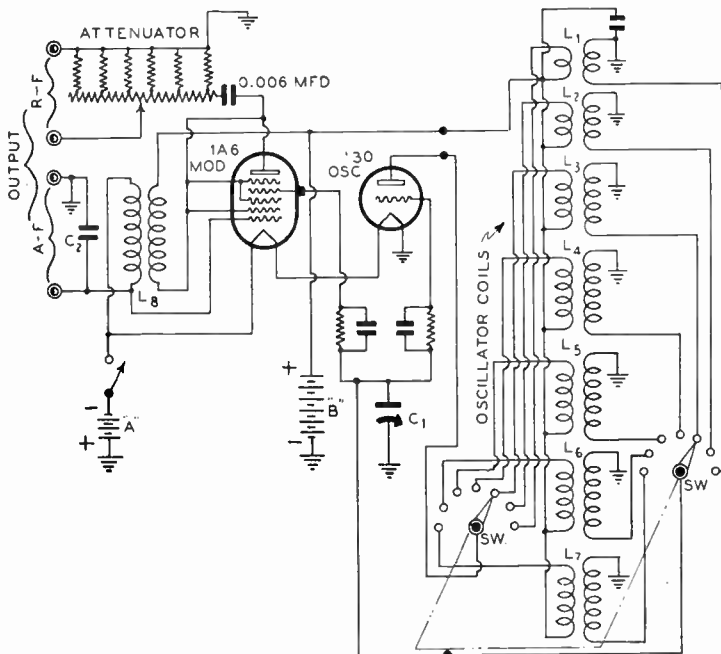 ATTENUATOR
R-F
OUTPUT
A-F
0.006 MFD
1A6
MOD
'30
OSC
C2
L8
- "A" +
+ "B" -
C1
OSCILLATOR COILS
L1
L2
L3
L4
L5
L6
L7
SW.
SW